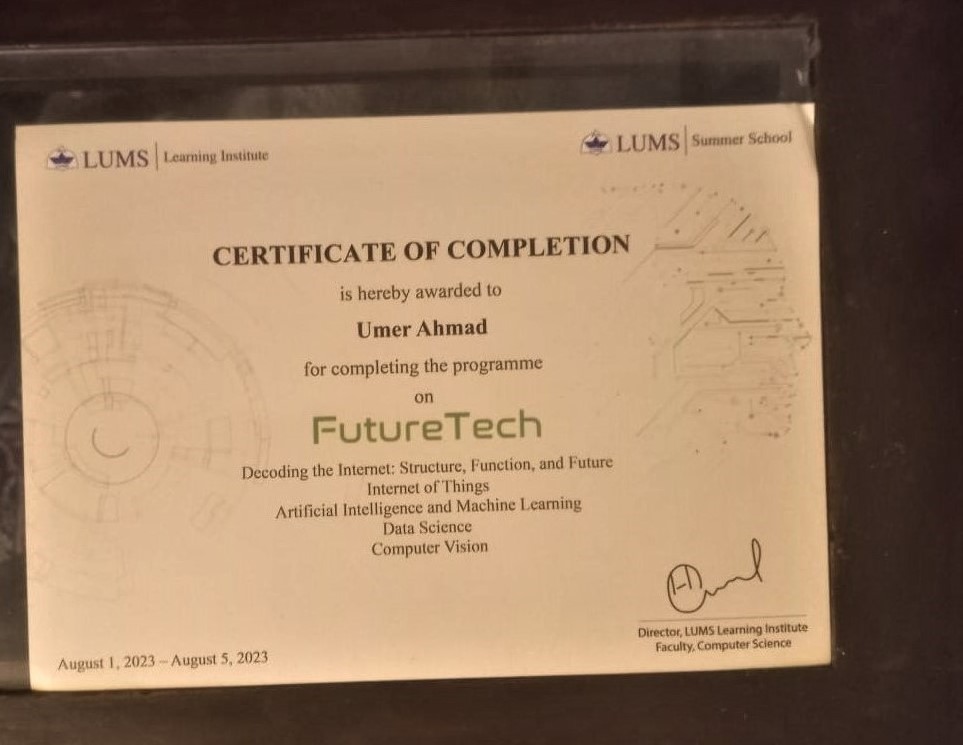 LUMS Learning Institute
LUMS Summer School
CERTIFICATE OF COMPLETION
is hereby awarded to
Umer Ahmad
for completing the programme
on
FutureTech
Decoding the Internet: Structure, Function, and Future
Internet of Things
Artificial Intelligence and Machine Learning
Data Science
Computer Vision
Director, LUMS Learning Institute
Faculty, Computer Science
August 1, 2023 – August 5, 2023